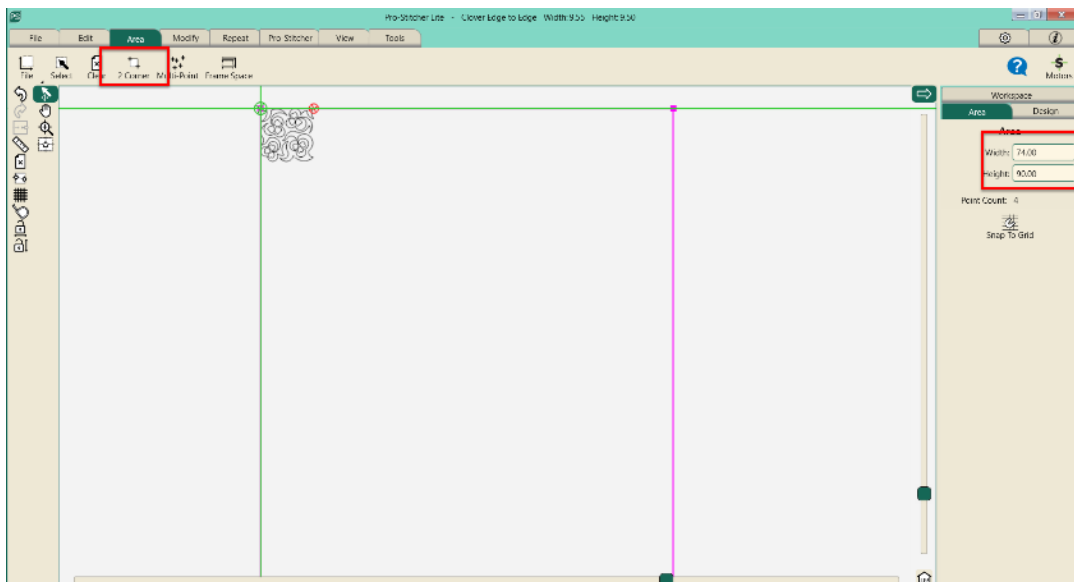 Pro-Stitcher Lite - Clover Edge to Edge Width:9.55 Height:9.50
File Edit Area Modify Repeat Pro-Stitcher View Tools
File Select Clear 2 Corner Multi-Point Frame Space
Motors
Workspace
Area Design
Area
Width: 74.00
Height: 90.00
Point Count: 4
Snap To Grid